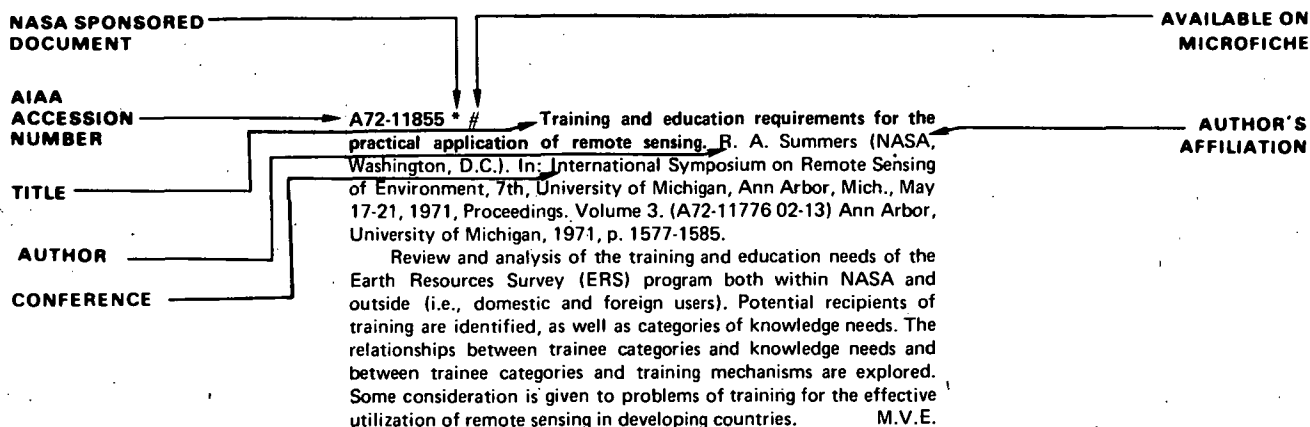 NASA SPONSORED
DOCUMENT
AVAILABLE ON
MICROFICHE
AIAA
ACCESSION
NUMBER
TITLE
AUTHOR
CONFERENCE
AUTHOR'S
AFFILIATION
A72-11855 * # Training and education requirements for the
practical application of remote sensing. R. A. Summers (NASA,
Washington, D.C.). In: International Symposium on Remote Sensing
of Environment, 7th, University of Michigan, Ann Arbor, Mich., May
17-21, 1971, Proceedings. Volume 3. (A72-11776 02-13) Ann Arbor,
University of Michigan, 1971, p. 1577-1585.
Review and analysis of the training and education needs of the
Earth Resources Survey (ERS) program both within NASA and
outside (i.e., domestic and foreign users). Potential recipients of
training are identified, as well as categories of knowledge needs. The
relationships between trainee categories and knowledge needs and
between trainee categories and training mechanisms are explored.
Some consideration is given to problems of training for the effective
utilization of remote sensing in developing countries. M.V.E.